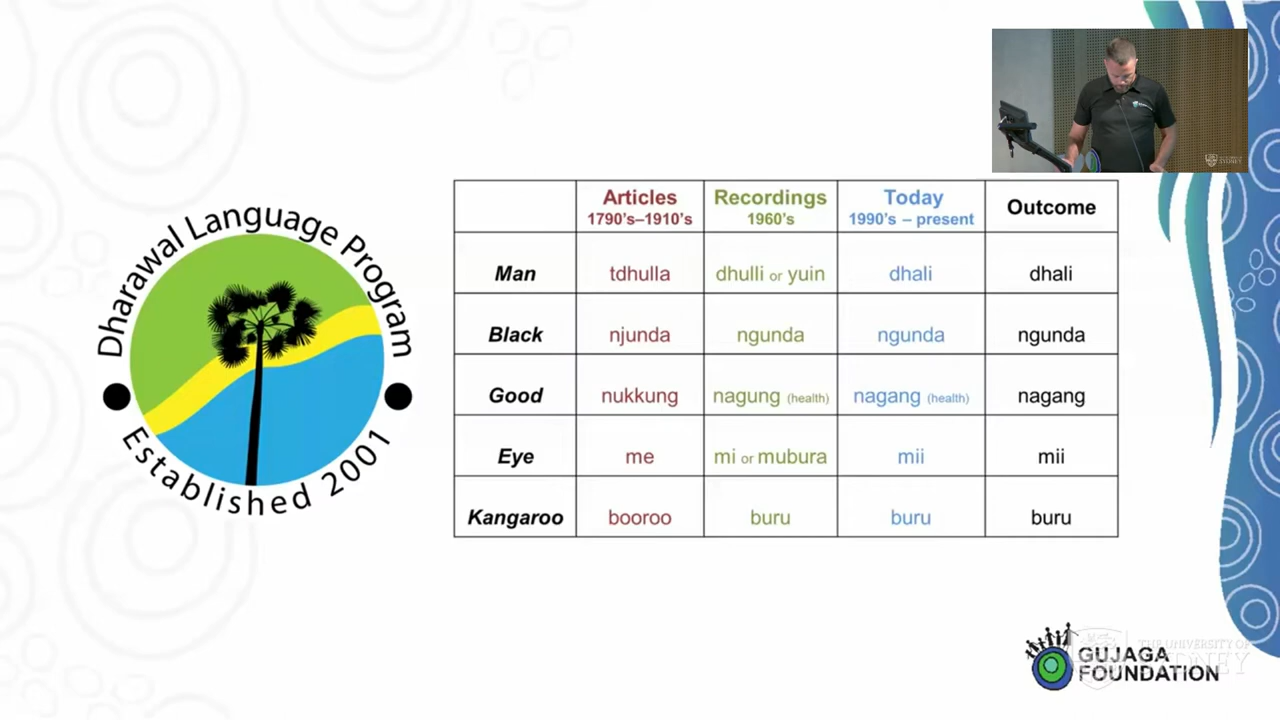 Dharawal Language Program
Established 2001
Articles Recordings Today Outcome
1790's–1910's 1960's 1990's – present
Man tdhulla dhulli or yuin dhali dhali
Black njunda ngunda ngunda ngunda
Good nukkung nagung (health) nagang (health) nagang
Eye me mi or mubura mii mii
Kangaroo booroo buru buru buru
GUJAGA
FOUNDATION
THE UNIVERSITY OF
SYDNEY